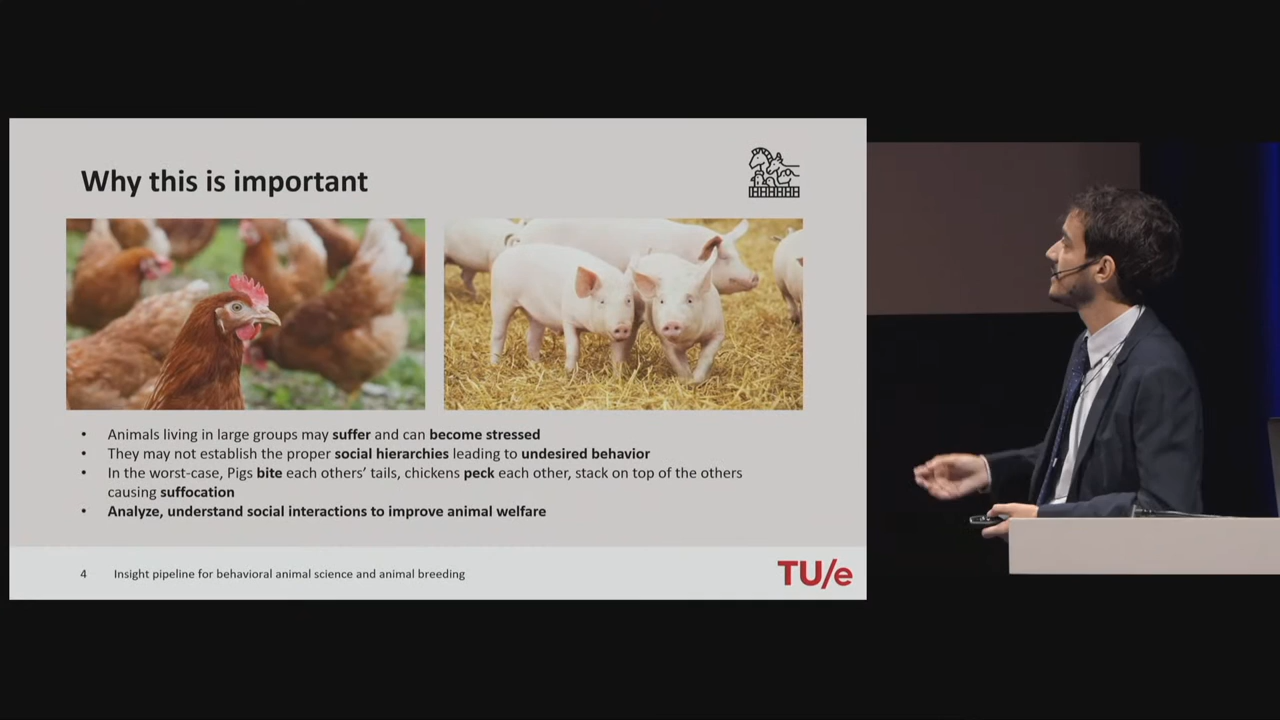 Why this is important
• Animals living in large groups may suffer and can become stressed
• They may not establish the proper social hierarchies leading to undesired behavior
• In the worst-case, Pigs bite each others’ tails, chickens peck each other, stack on top of the others
causing suffocation
• Analyze, understand social interactions to improve animal welfare
4 Insight pipeline for behavioral animal science and animal breeding
TU/e